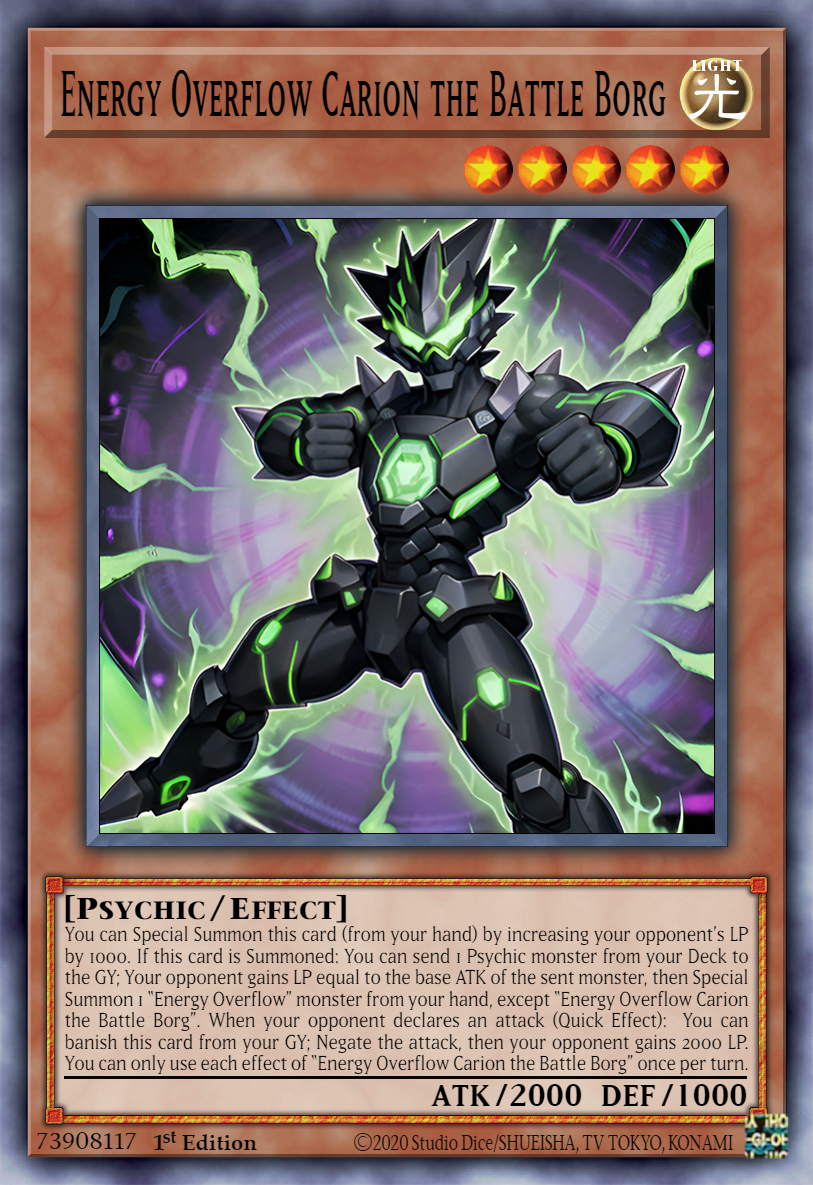 Energy Overflow Carion the Battle Borg
LIGHT
光
[Psychic/Effect]
You can Special Summon this card (from your hand) by increasing your opponent's LP
by 1000. If this card is Summoned: You can send 1 Psychic monster from your Deck to
the GY; Your opponent gains LP equal to the base ATK of the sent monster, then Special
Summon 1 "Energy Overflow" monster from your hand, except "Energy Overflow Carion
the Battle Borg". When your opponent declares an attack (Quick Effect): You can
banish this card from your GY; Negate the attack, then your opponent gains 2000 LP.
You can only use each effect of "Energy Overflow Carion the Battle Borg" once per turn.
ATK/2000 DEF/1000
73908117 1st Edition ©2020 Studio Dice/SHUEISHA, TV TOKYO, KONAMI